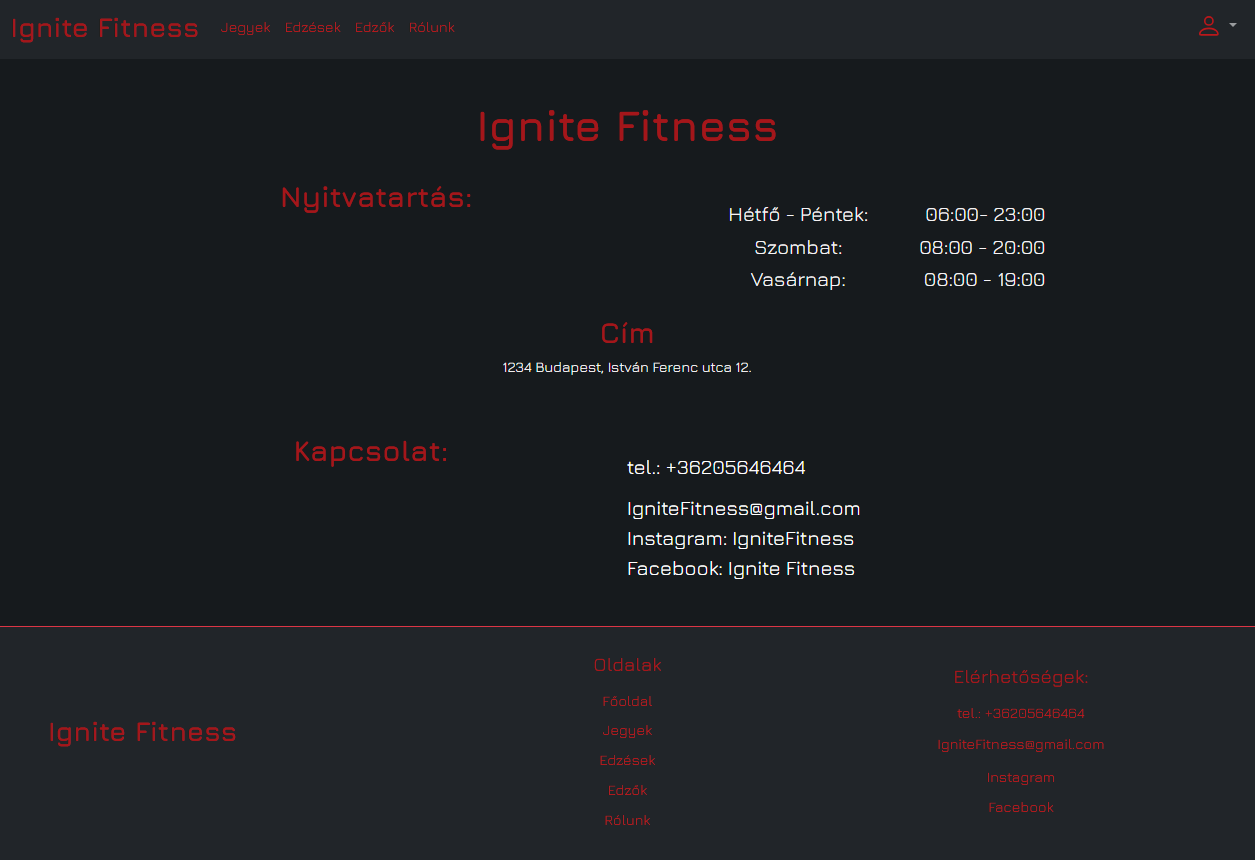 Ignite Fitness Jegyek Edzések Edzők Rólunk
Ignite Fitness
Nyitvatartás:
Hétfő - Péntek: 06:00- 23:00
Szombat: 08:00 - 20:00
Vasárnap: 08:00 - 19:00
Cím
1234 Budapest, István Ferenc utca 12.
Kapcsolat:
tel.: +36205646464
IgniteFitness@gmail.com
Instagram: IgniteFitness
Facebook: Ignite Fitness
Ignite Fitness
Oldalak
Főoldal
Jegyek
Edzések
Edzők
Rólunk
Elérhetőségek:
tel.: +36205646464
IgniteFitness@gmail.com
Instagram
Facebook